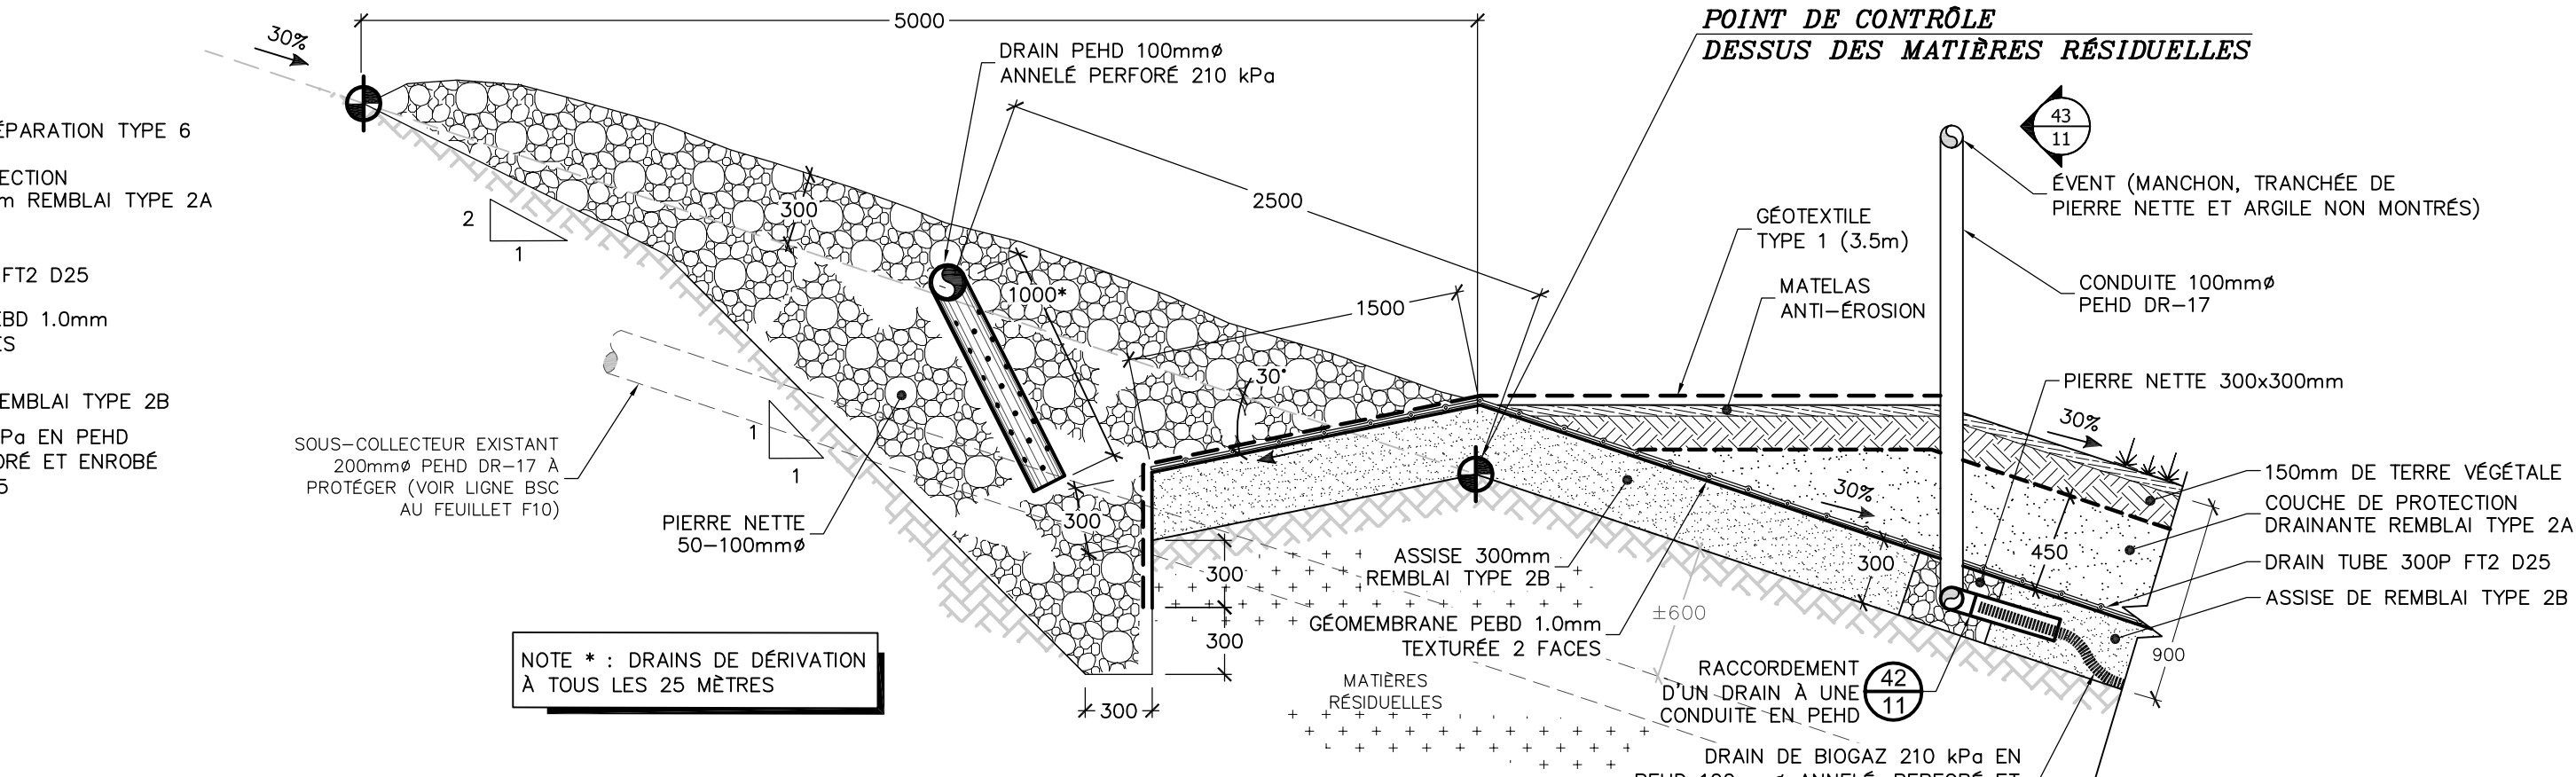 5000
30%
DRAIN PEHD 100mmø
ANNELÉ PERFORÉ 210 kPa
POINT DE CONTRÔLE
DESSUS DES MATIÈRES RÉSIDUELLES
ÉPARATION TYPE 6
ECTION
m REMBLAI TYPE 2A
FT2 D25
EBD 1.0mm
ES
EMBLAI TYPE 2B
Pa EN PEHD
ORÉ ET ENROBÉ
5
2
1
300
2500
1000*
1500
30°
43
11
ÉVENT (MANCHON, TRANCHÉE DE
PIERRE NETTE ET ARGILE NON MONTRÉS)
GÉOTEXTILE
TYPE 1 (3.5m)
MATELAS
ANTI-ÉROSION
CONDUITE 100mmø
PEHD DR-17
PIERRE NETTE 300x300mm
30%
SOUS-COLLECTEUR EXISTANT
200mmø PEHD DR-17 À
PROTÉGER (VOIR LIGNE BSC
AU FEUILLET F10)
1
1
PIERRE NETTE
50-100mmø
300
300
300
300
NOTE * : DRAINS DE DÉRIVATION
À TOUS LES 25 MÈTRES
ASSISE 300mm
REMBLAI TYPE 2B
GÉOMEMBRANE PEBD 1.0mm
TEXTURÉE 2 FACES
30%
300
450
±600
900
150mm DE TERRE VÉGÉTALE
COUCHE DE PROTECTION
DRAINANTE REMBLAI TYPE 2A
DRAIN TUBE 300P FT2 D25
ASSISE DE REMBLAI TYPE 2B
MATIÈRES
RÉSIDUELLES
RACCORDEMENT
D'UN DRAIN À UNE
CONDUITE EN PEHD
42
11
DRAIN DE BIOGAZ 210 kPa EN
PEHD 100mmø ANNELÉ PERFORÉ ET